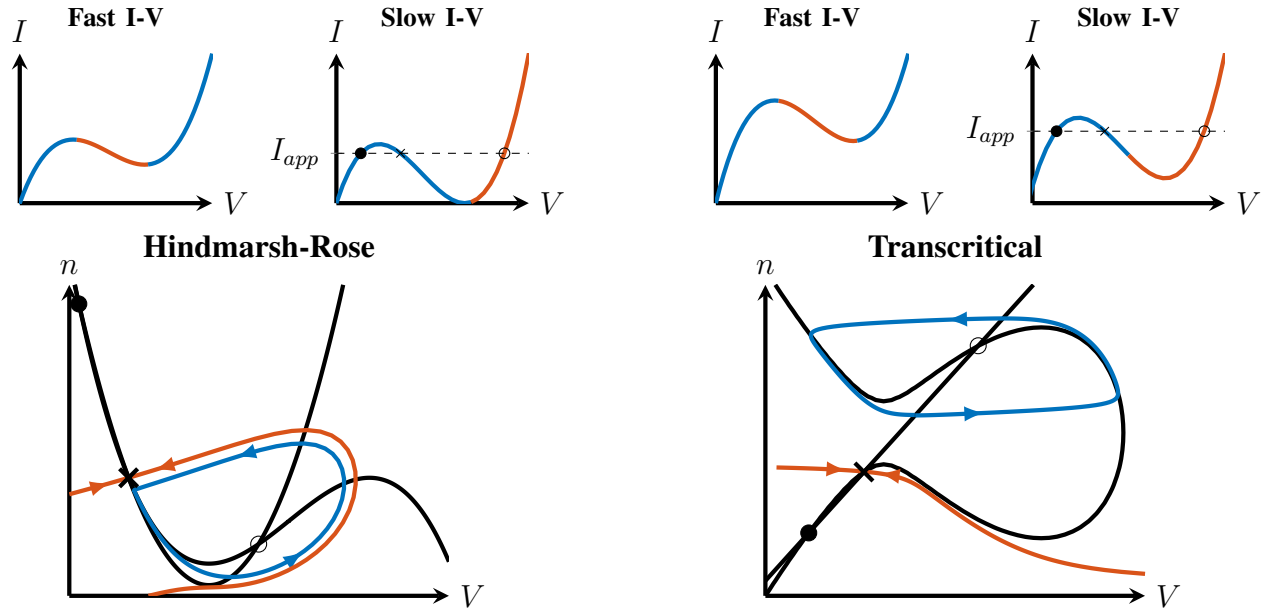 Fast I-V
Slow I-V
Fast I-V
Slow I-V
I
I
I
I
I_app
I_app
V
V
V
V
Hindmarsh-Rose
Transcritical
n
n
V
V